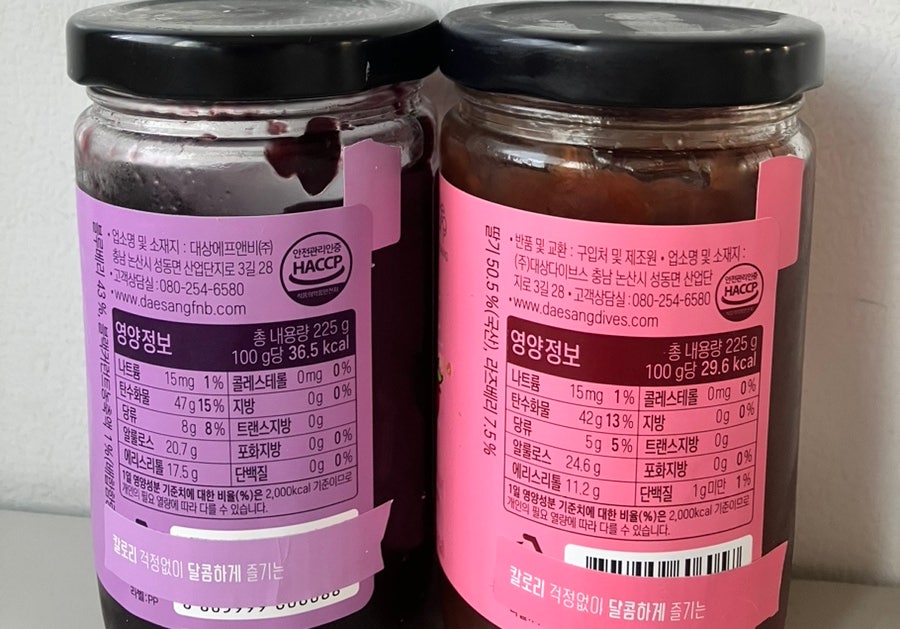 • 업소명 및 소재지 : 대상에프앤비(주)
충남 논산시 성동면 산업단지로 3길 28
• 고객상담실 : 080-254-6580
• www.daesangfnb.com
안전관리인증
HACCP
블루베리 43%, 블랙커런트농축액 1%
영양정보
총 내용량 225 g
100 g당 36.5 kcal
나트륨 15mg 1% 콜레스테롤 0mg 0%
탄수화물 47g 15% 지방 0g 0%
당류 8g 8% 트랜스지방 0g
알룰로스 20.7g 포화지방 0g 0%
에리스리톨 17.5g 단백질 0g 0%
1일 영양성분 기준치에 대한 비율(%)은 2,000kcal 기준이므로
개인의 필요 열량에 따라 다를 수 있습니다.
칼로리 걱정없이 달콤하게 즐기는
라벨:PP
• 반품 및 교환 : 구입처 및 제조원 • 업소명 및 소재지 :
(주)대상다이브스 충남 논산시 성동면 산업단
지로 3길 28 • 고객상담실 : 080-254-6580
• www.daesangdives.com
안전관리인증
HACCP
딸기 50.5%(국산), 라즈베리 7.5%
영양정보
총 내용량 225 g
100 g당 29.6 kcal
나트륨 15mg 1% 콜레스테롤 0mg 0%
탄수화물 42g 13% 지방 0g 0%
당류 5g 5% 트랜스지방 0g
알룰로스 24.6g 포화지방 0g 0%
에리스리톨 11.2g 단백질 1g미만 1%
1일 영양성분 기준치에 대한 비율(%)은 2,000kcal 기준이므로
개인의 필요 열량에 따라 다를 수 있습니다.
칼로리 걱정없이 달콤하게 즐기는